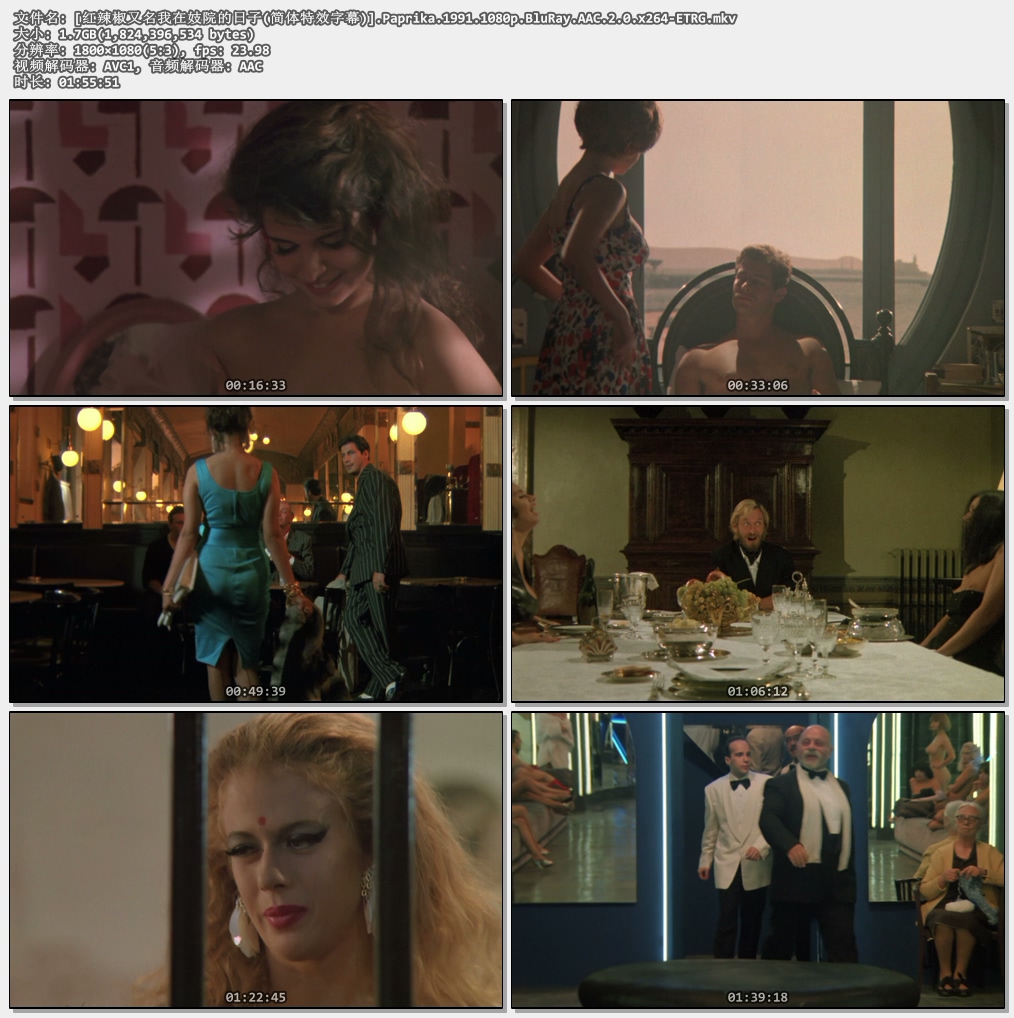 文件名: [红辣椒又名我在妓院的日子(简体特效字幕)].Paprika.1991.1080p.BluRay.AAC.2.0.x264-ETRG.mkv
大小: 1.7GB(1,824,396,534 bytes)
分辨率: 1800×1080(5:3), fps: 23.98
视频解码器: AVC1, 音频解码器: AAC
时长: 01:55:51
00:16:33
00:33:06
00:49:39
01:06:12
01:22:45
01:39:18